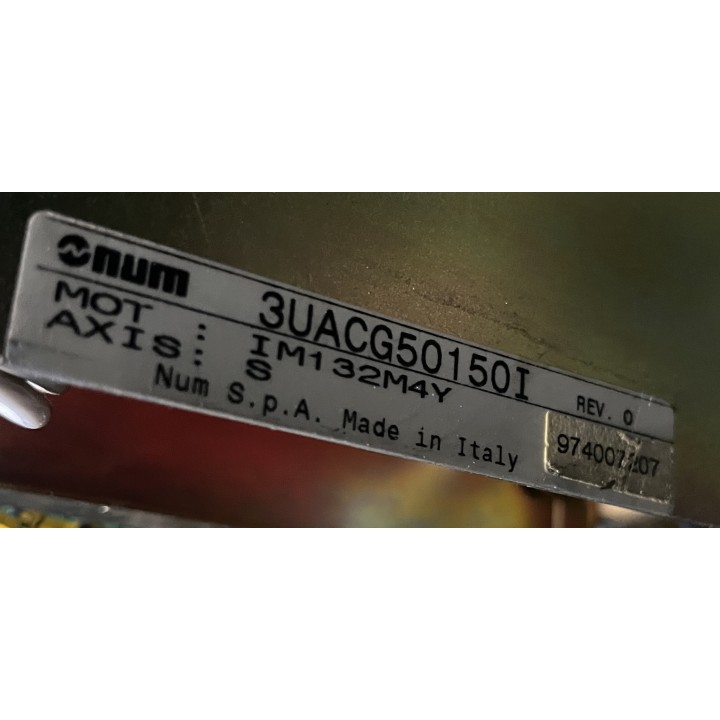 num 3UACG50150I REV. 0
MOT : IM132M4Y
AXIS : S
Num S.p.A. Made in Italy